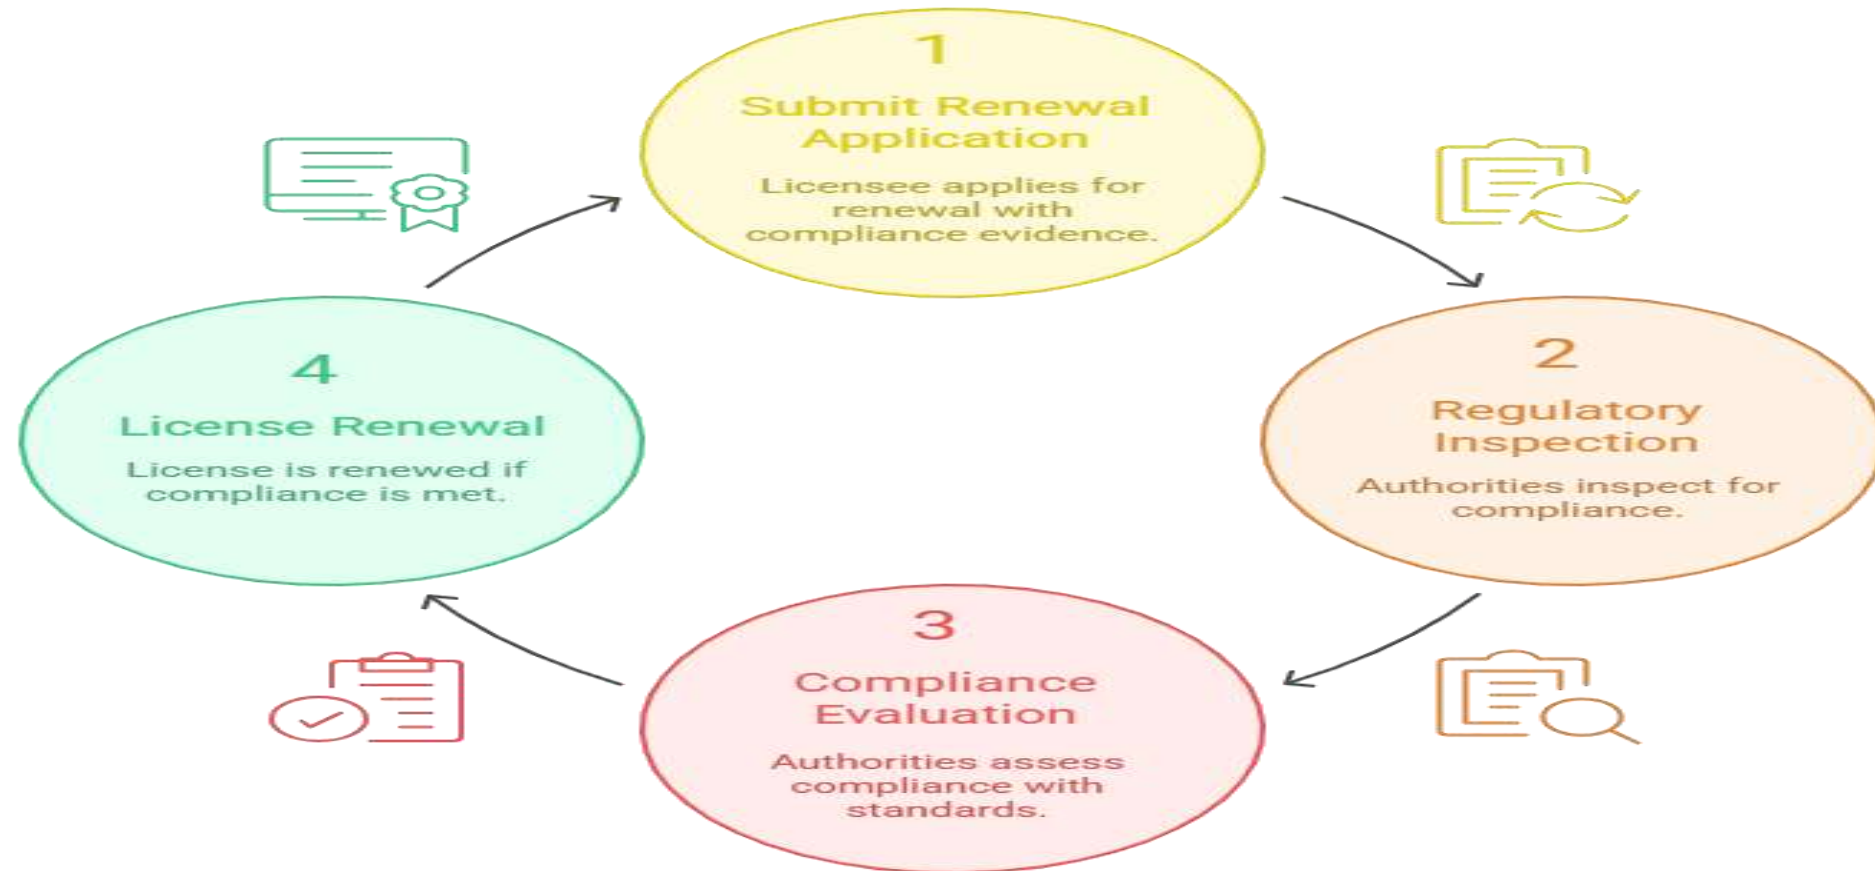 1
Submit Renewal
Application
Licensee applies for
renewal with
compliance evidence.
2
Regulatory
Inspection
Authorities inspect for
compliance.
3
Compliance
Evaluation
Authorities assess
compliance with
standards.
4
License Renewal
License is renewed if
compliance is met.